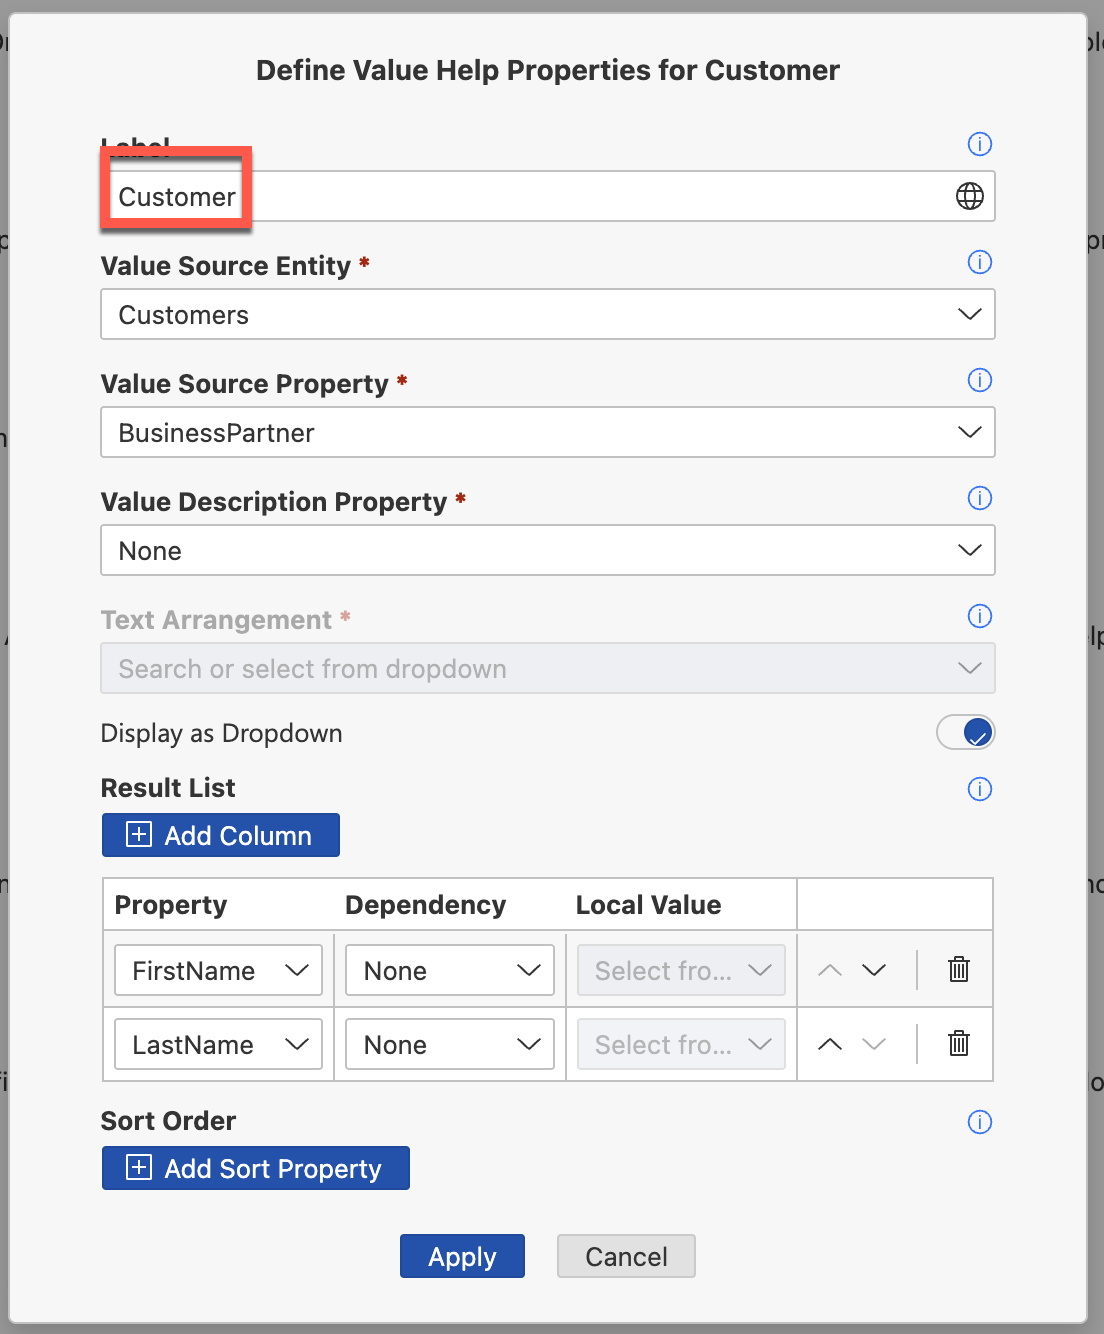 Define Value Help Properties for Customer
Label
Customer
Value Source Entity *
Customers
Value Source Property *
BusinessPartner
Value Description Property *
None
Text Arrangement *
Search or select from dropdown
Display as Dropdown
Result List
Add Column
Property Dependency Local Value
FirstName None Select fro...
LastName None Select fro...
Sort Order
Add Sort Property
Apply Cancel